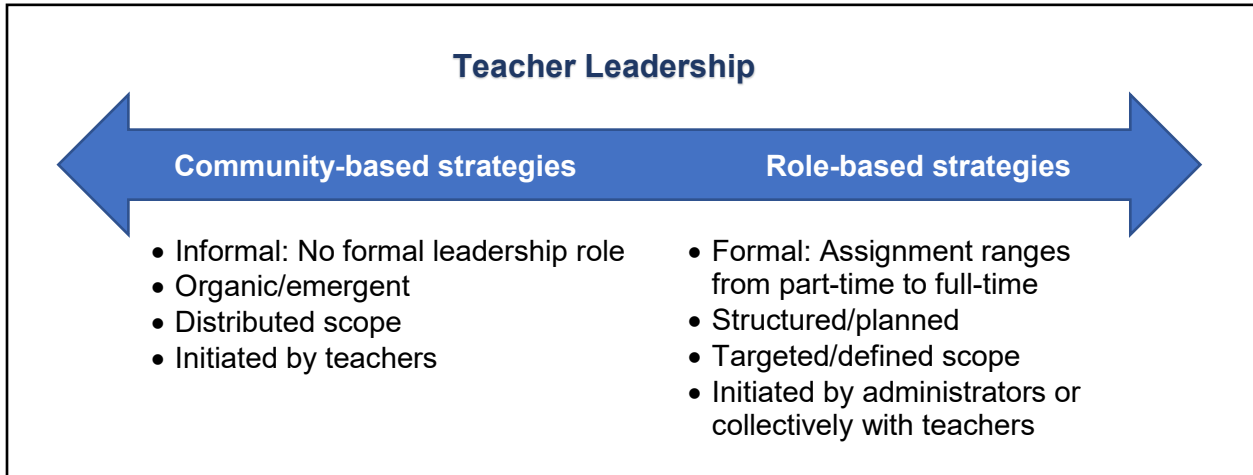 Teacher Leadership
Community-based strategies
Role-based strategies
• Informal: No formal leadership role
• Organic/emergent
• Distributed scope
• Initiated by teachers
• Formal: Assignment ranges
from part-time to full-time
• Structured/planned
• Targeted/defined scope
• Initiated by administrators or
collectively with teachers